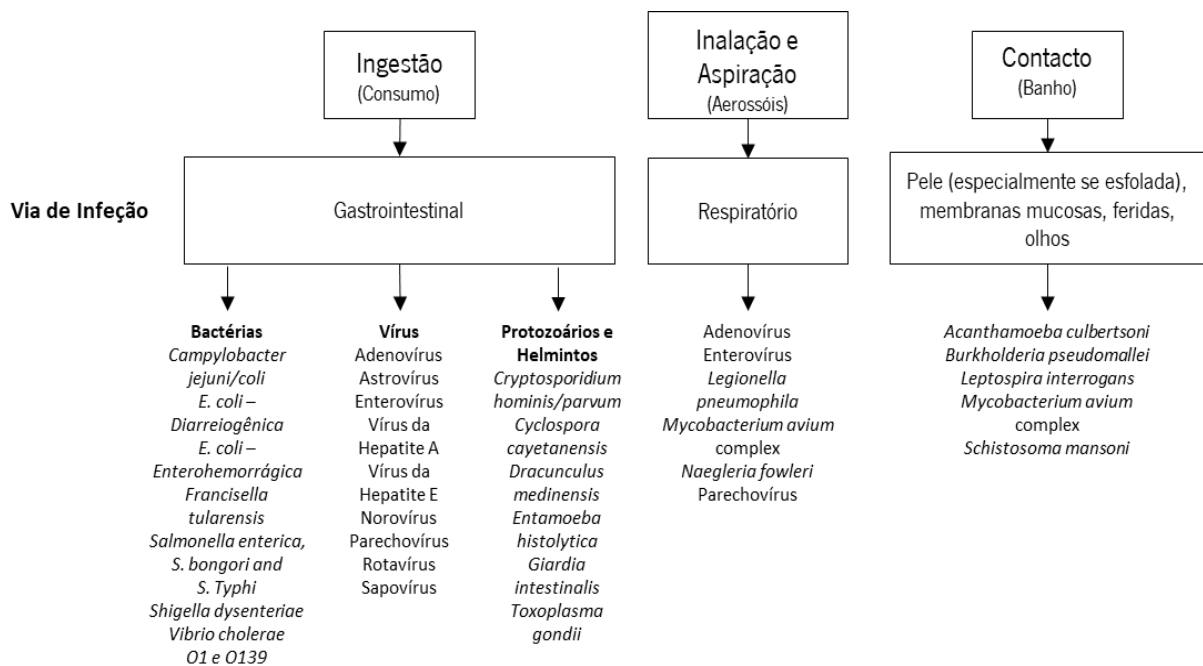 Ingestão
(Consumo)
Inalação e
Aspiração
(Aerossóis)
Contacto
(Banho)
Via de Infeção
Gastrointestinal
Respiratório
Pele (especialmente se esfolada),
membranas mucosas, feridas,
olhos
Bactérias
Campylobacter
jejuni/coli
E. coli –
Diarreiogênica
E. coli –
Enterohemorrágica
Francisella
tularensis
Salmonella enterica,
S. bongori and
S. Typhi
Shigella dysenteriae
Vibrio cholerae
O1 e O139
Vírus
Adenovírus
Astrovírus
Enterovírus
Vírus da
Hepatite A
Vírus da
Hepatite E
Norovírus
Parechovírus
Rotavírus
Sapovírus
Protozoários e
Helmintos
Cryptosporidium
hominis/parvum
Cyclospora
cayetanensis
Dracunculus
medinensis
Entamoeba
histolytica
Giardia
intestinalis
Toxoplasma
gondii
Adenovírus
Enterovírus
Legionella
pneumophila
Mycobacterium avium
complex
Naegleria fowleri
Parechovírus
Acanthamoeba culbertsoni
Burkholderia pseudomallei
Leptospira interrogans
Mycobacterium avium
complex
Schistosoma mansoni